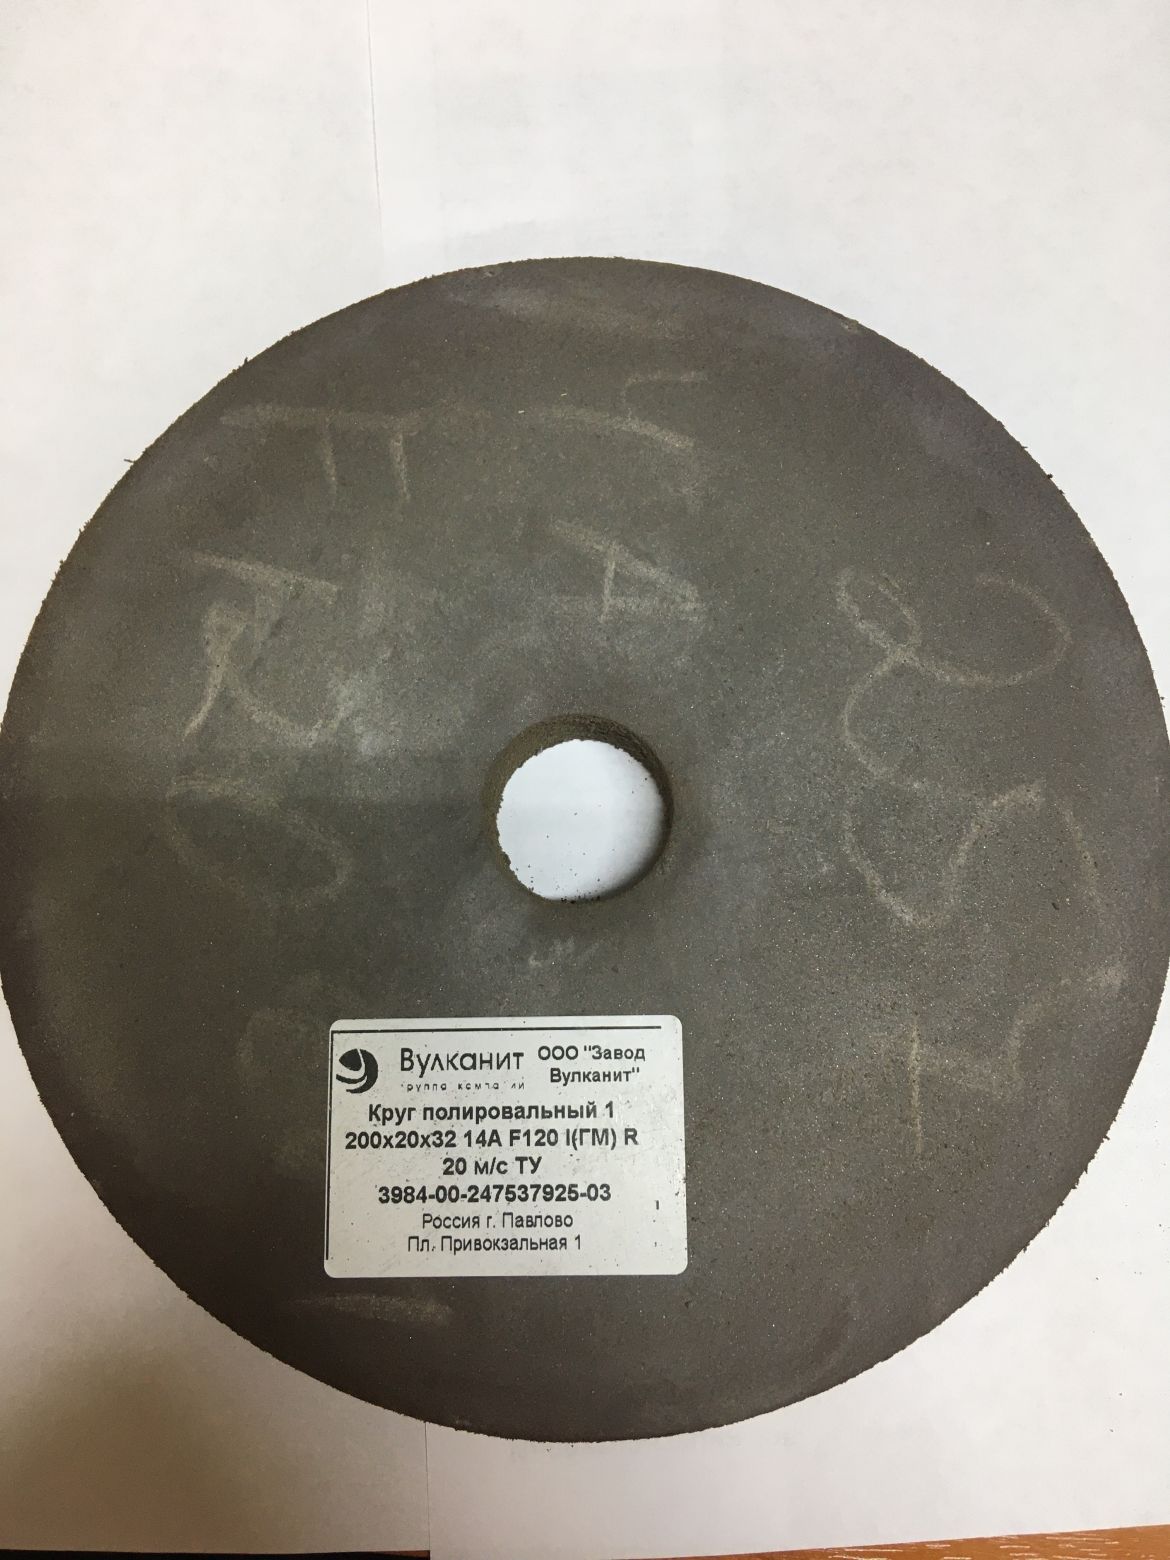 Вулканит
группа компаний
ООО "Завод
Вулканит"
Круг полировальный 1
200х20х32 14А F120 I(ГМ) R
20 м/с ТУ
3984-00-247537925-03
Россия г. Павлово
Пл. Привокзальная 1